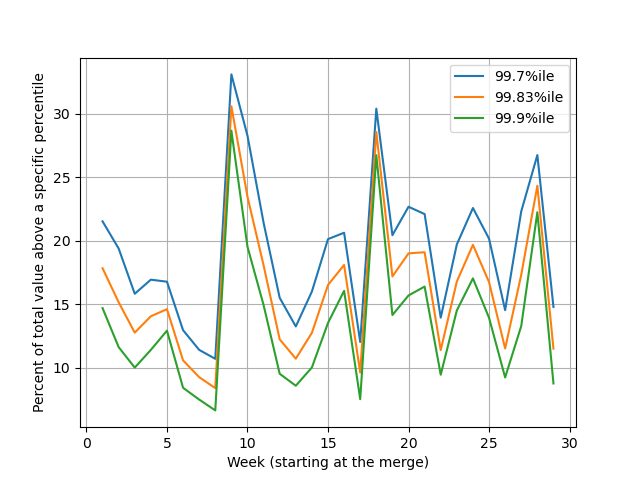 99.7%ile
99.83%ile
99.9%ile
Percent of total value above a specific percentile
30
25
20
15
10
0
5
10
15
20
25
30
Week (starting at the merge)